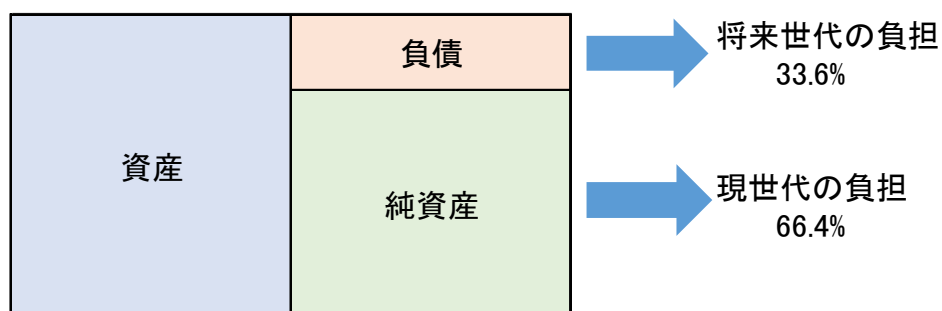 資産
負債
純資産
将来世代の負担
33.6%
現世代の負担
66.4%